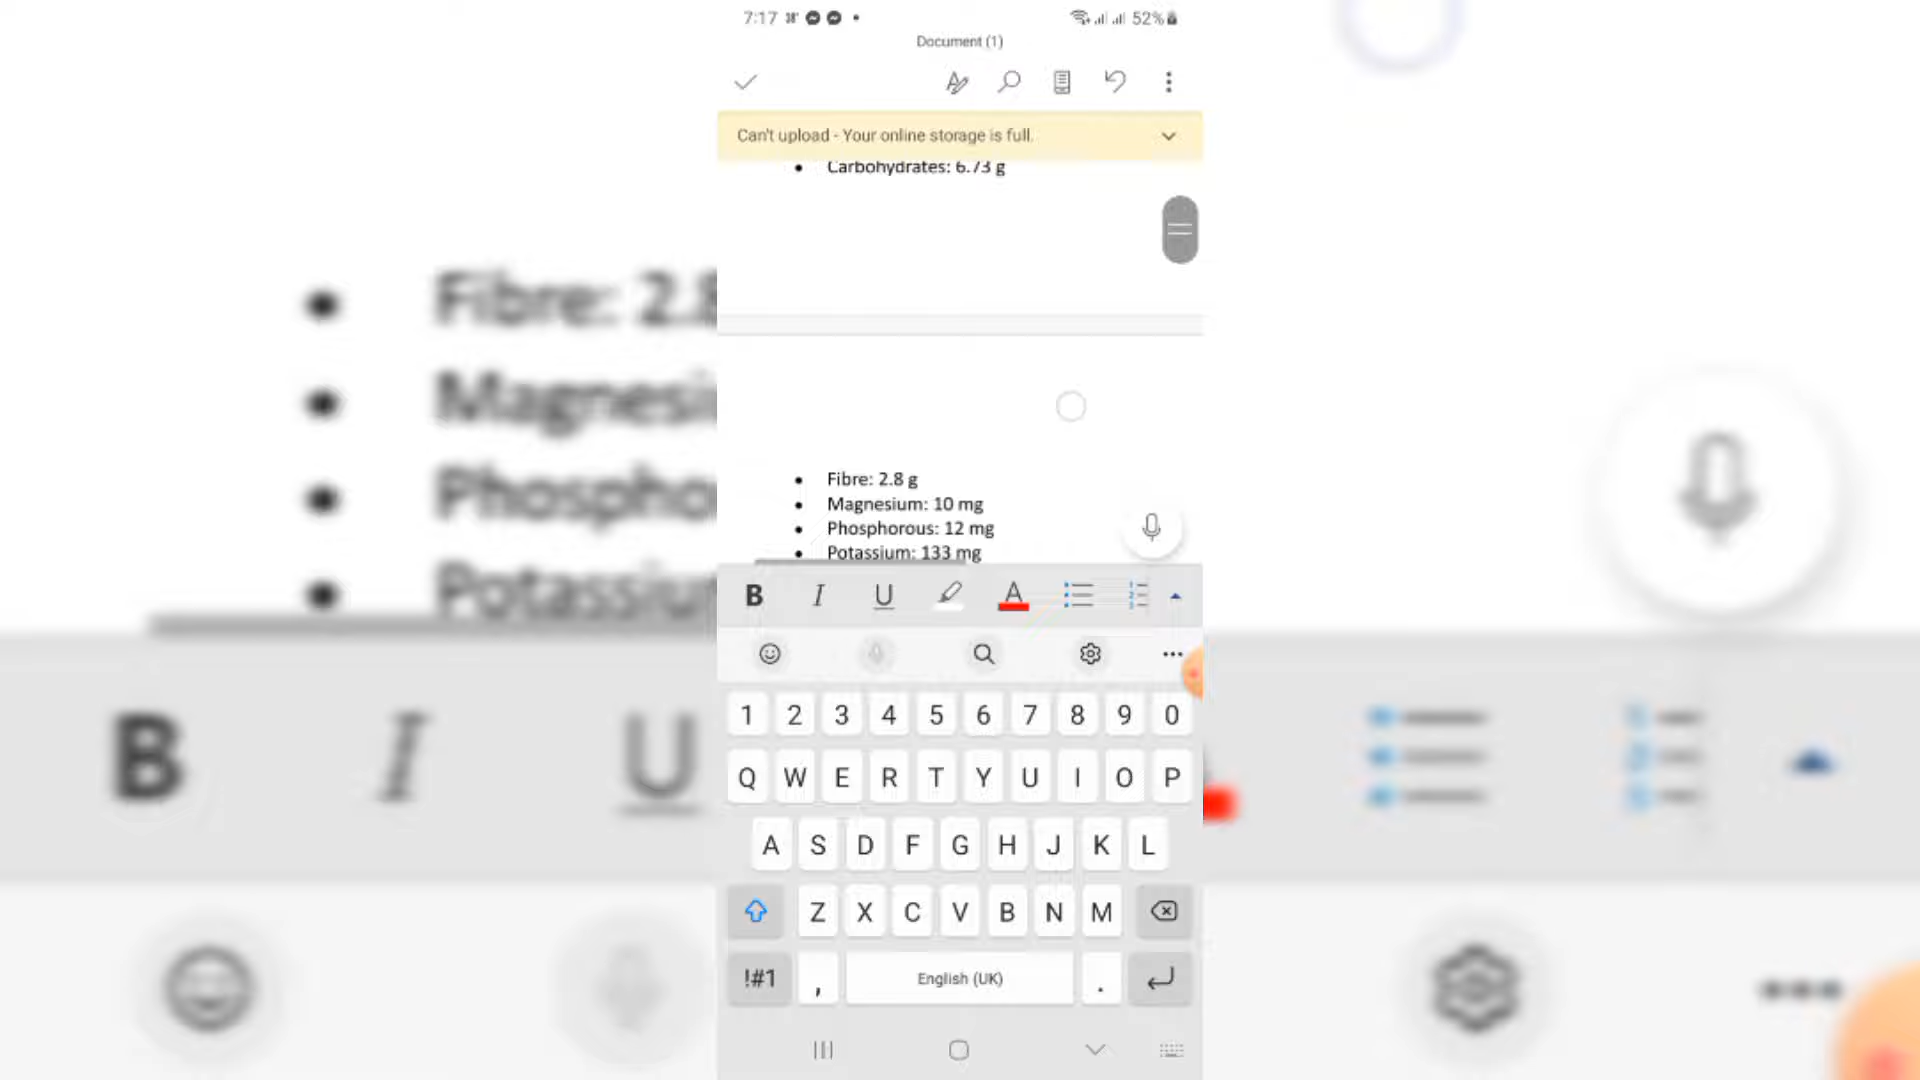 7:17 52%
Document (1)
Can't upload - Your online storage is full.
• Carbohydrates: 6.73 g
• Fibre: 2.8 g
• Magnesium: 10 mg
• Phosphorous: 12 mg
• Potassium: 133 mg
B I U A
1 2 3 4 5 6 7 8 9 0
Q W E R T Y U I O P
A S D F G H J K L
Z X C V B N M
!#1 , English (UK) .
Fibre: 2.8
Magnesi
Phospho
Potassiu
B I U